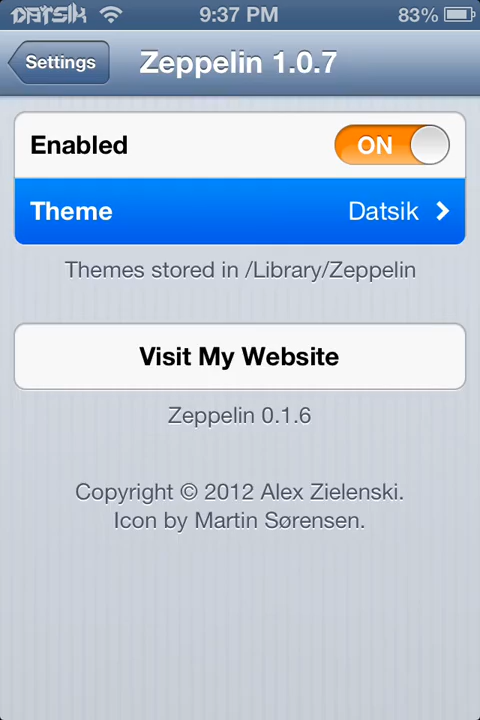 DATSIK 9:37 PM 83%
Settings Zeppelin 1.0.7
Enabled ON
Theme Datsik
Themes stored in /Library/Zeppelin
Visit My Website
Zeppelin 0.1.6
Copyright © 2012 Alex Zielenski.
Icon by Martin Sørensen.